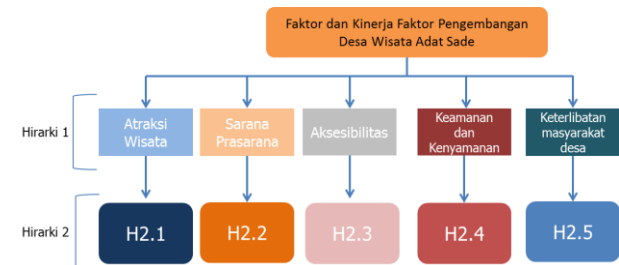 Faktor dan Kinerja Faktor Pengembangan
Desa Wisata Adat Sade
Hirarki 1
Atraksi
Wisata
Sarana
Prasarana
Aksesibilitas
Keamanan
dan
Kenyamanan
Keterlibatan
masyarakat
desa
Hirarki 2
H2.1
H2.2
H2.3
H2.4
H2.5